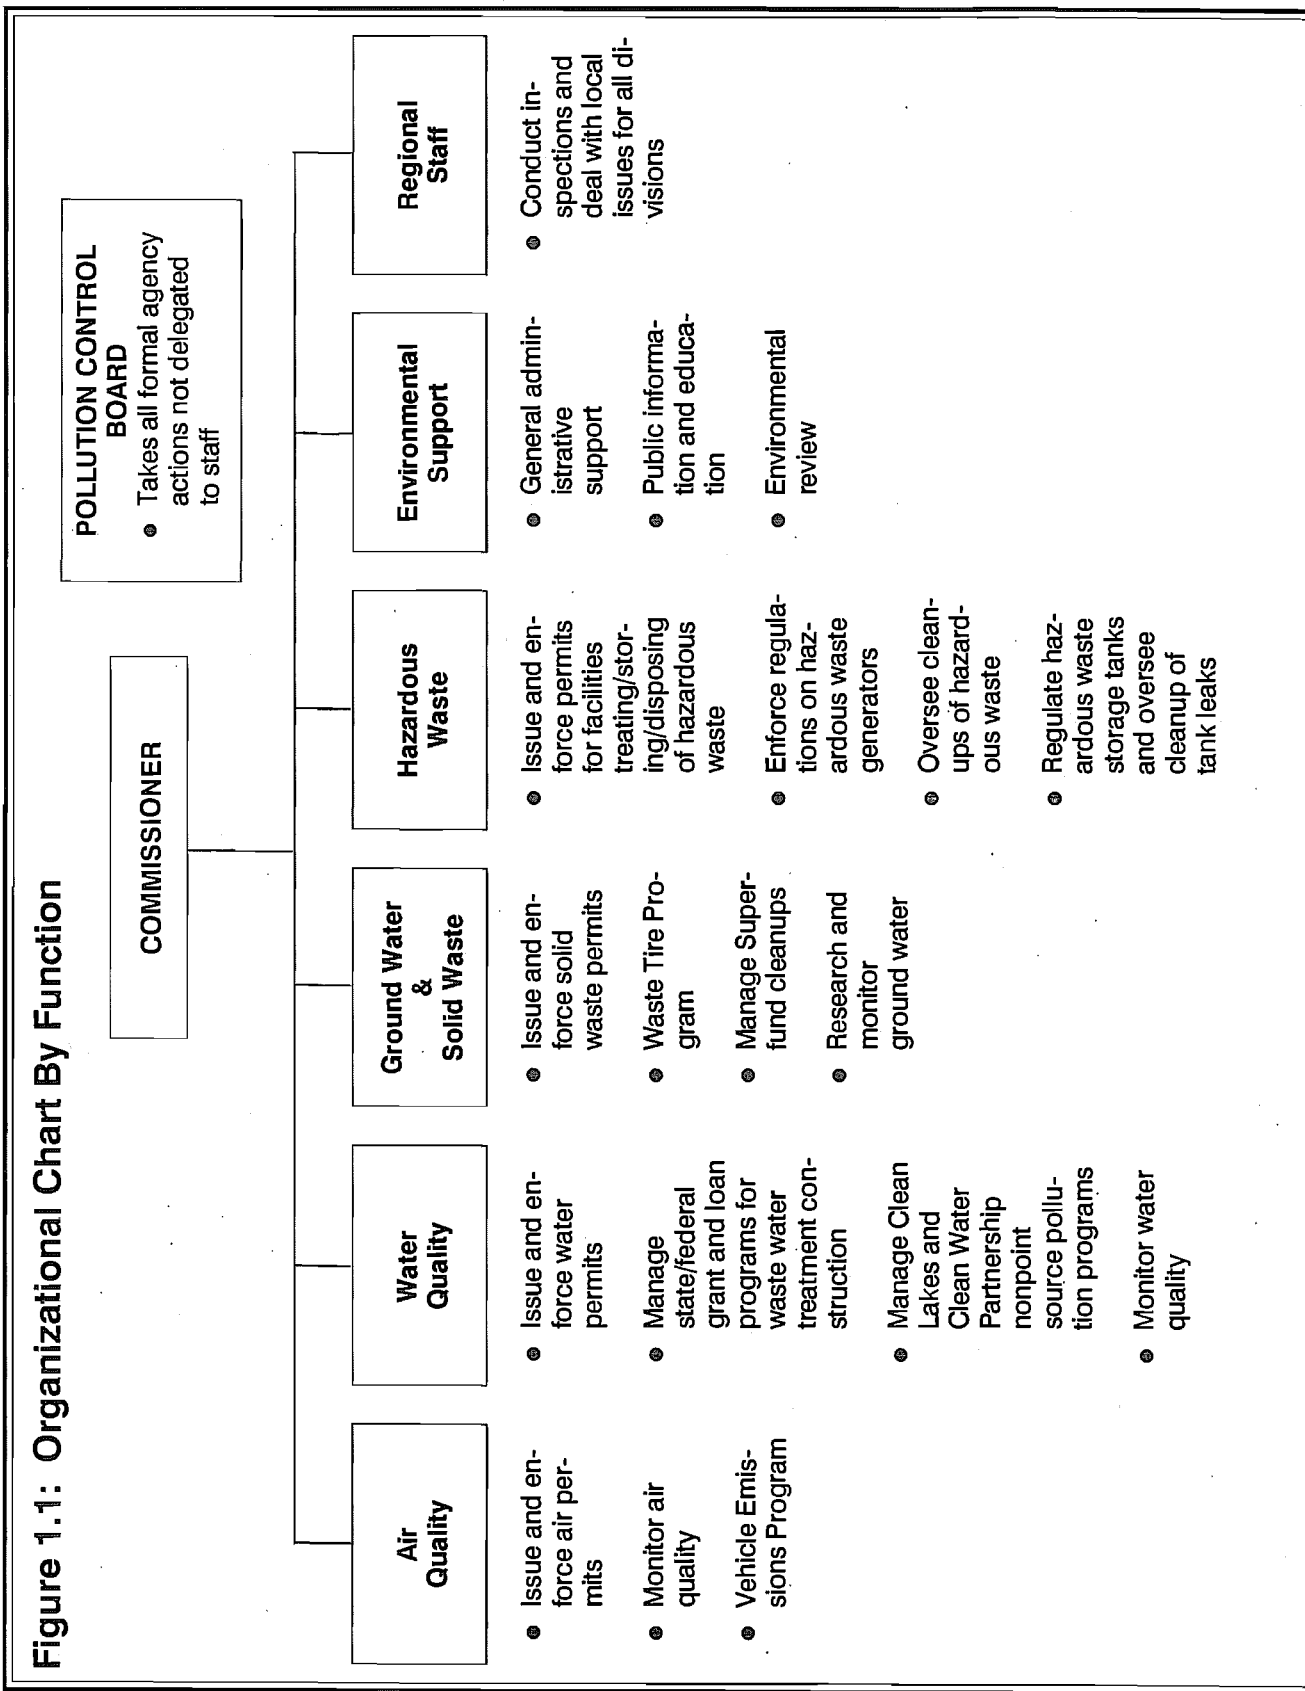 Figure 1.1: Organizational Chart By Function
COMMISSIONER
POLLUTION CONTROL
BOARD
● Takes all formal agency
actions not delegated
to staff
Air
Quality
● Issue and en-
force air per-
mits
● Monitor air
quality
● Vehicle Emis-
sions Program
Water
Quality
● Issue and en-
force water
permits
● Manage
state/federal
grant and loan
programs for
waste water
treatment con-
struction
● Manage Clean
Lakes and
Clean Water
Partnership
nonpoint
source pollu-
tion programs
● Monitor water
quality
Ground Water
&
Solid Waste
● Issue and en-
force solid
waste permits
● Waste Tire Pro-
gram
● Manage Super-
fund cleanups
● Research and
monitor
ground water
Hazardous
Waste
● Issue and en-
force permits
for facilities
treating/stor-
ing/disposing
of hazardous
waste
● Enforce regula-
tions on haz-
ardous waste
generators
● Oversee clean-
ups of hazard-
ous waste
● Regulate haz-
ardous waste
storage tanks
and oversee
cleanup of
tank leaks
Environmental
Support
● General admin-
istrative
support
● Public informa-
tion and educa-
tion
● Environmental
review
Regional
Staff
● Conduct in-
spections and
deal with local
issues for all di-
visions